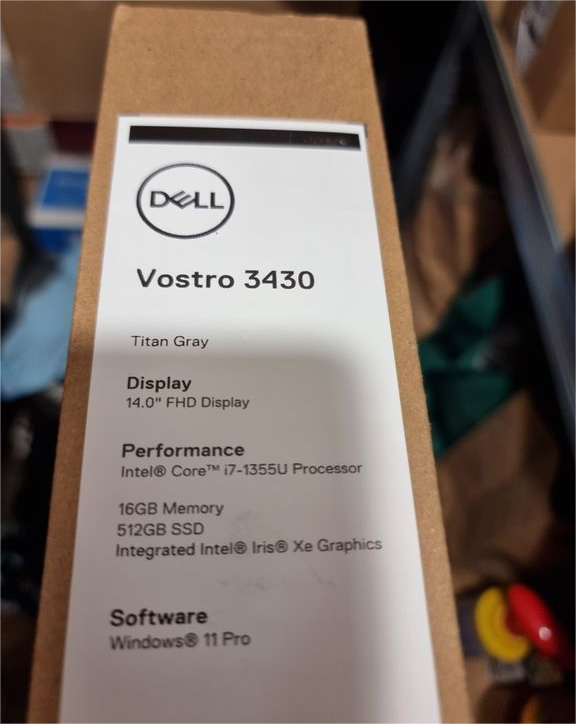 DELL
Vostro 3430
Titan Gray
Display
14.0" FHD Display
Performance
Intel® Core™ i7-1355U Processor
16GB Memory
512GB SSD
Integrated Intel® Iris® Xe Graphics
Software
Windows® 11 Pro